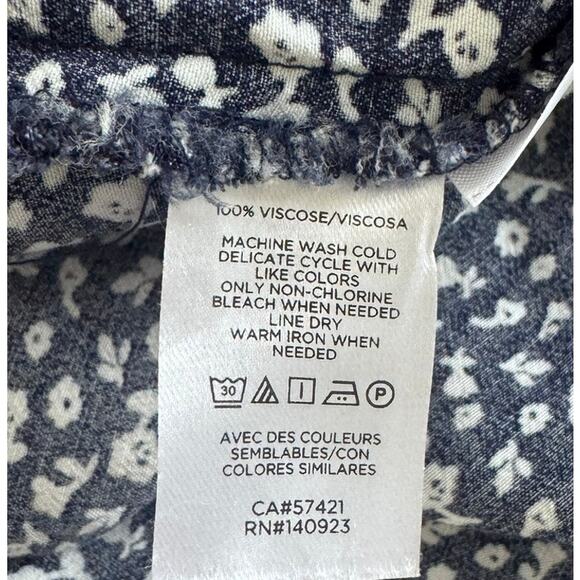 100% VISCOSE/VISCOSA
MACHINE WASH COLD
DELICATE CYCLE WITH
LIKE COLORS
ONLY NON-CHLORINE
BLEACH WHEN NEEDED
LINE DRY
WARM IRON WHEN
NEEDED
30 P
AVEC DES COULEURS
SEMBLABLES/CON
COLORES SIMILARES
CA#57421
RN#140923